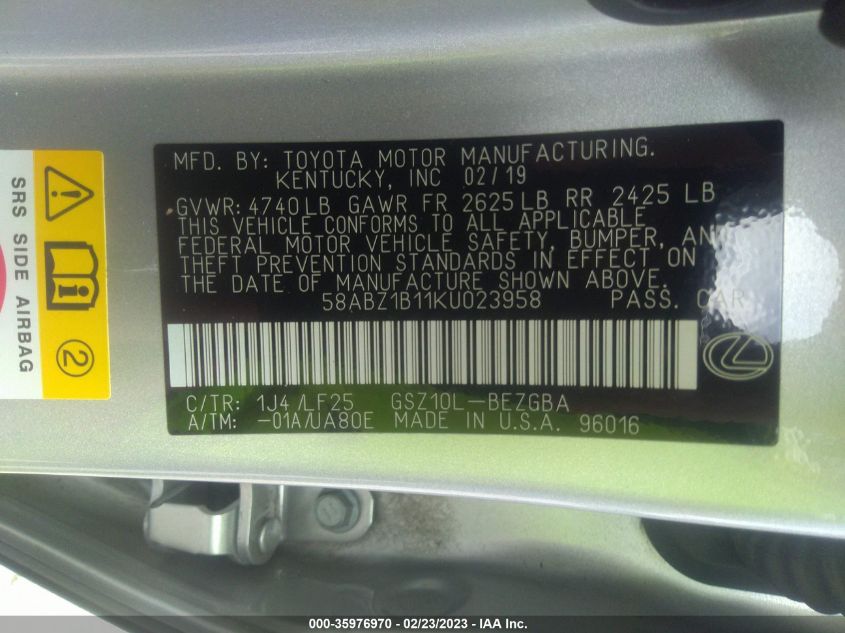 MFD. BY: TOYOTA MOTOR MANUFACTURING.
KENTUCKY, INC 02/19
GVWR: 4740LB GAWR FR 2625LB RR 2425 LB
THIS VEHICLE CONFORMS TO ALL APPLICABLE
FEDERAL MOTOR VEHICLE SAFETY, BUMPER, AND
THEFT PREVENTION STANDARDS IN EFFECT ON
THE DATE OF MANUFACTURE SHOWN ABOVE.
58ABZ1B11KU023958 PASS. CAR
C/TR: 1J4 /LF25 GSZ10L-BEZGBA
A/TM: -01A/UA80E MADE IN U.S.A. 96016
SRS SIDE AIRBAG
2
000-35976970 - 02/23/2023 - IAA Inc.